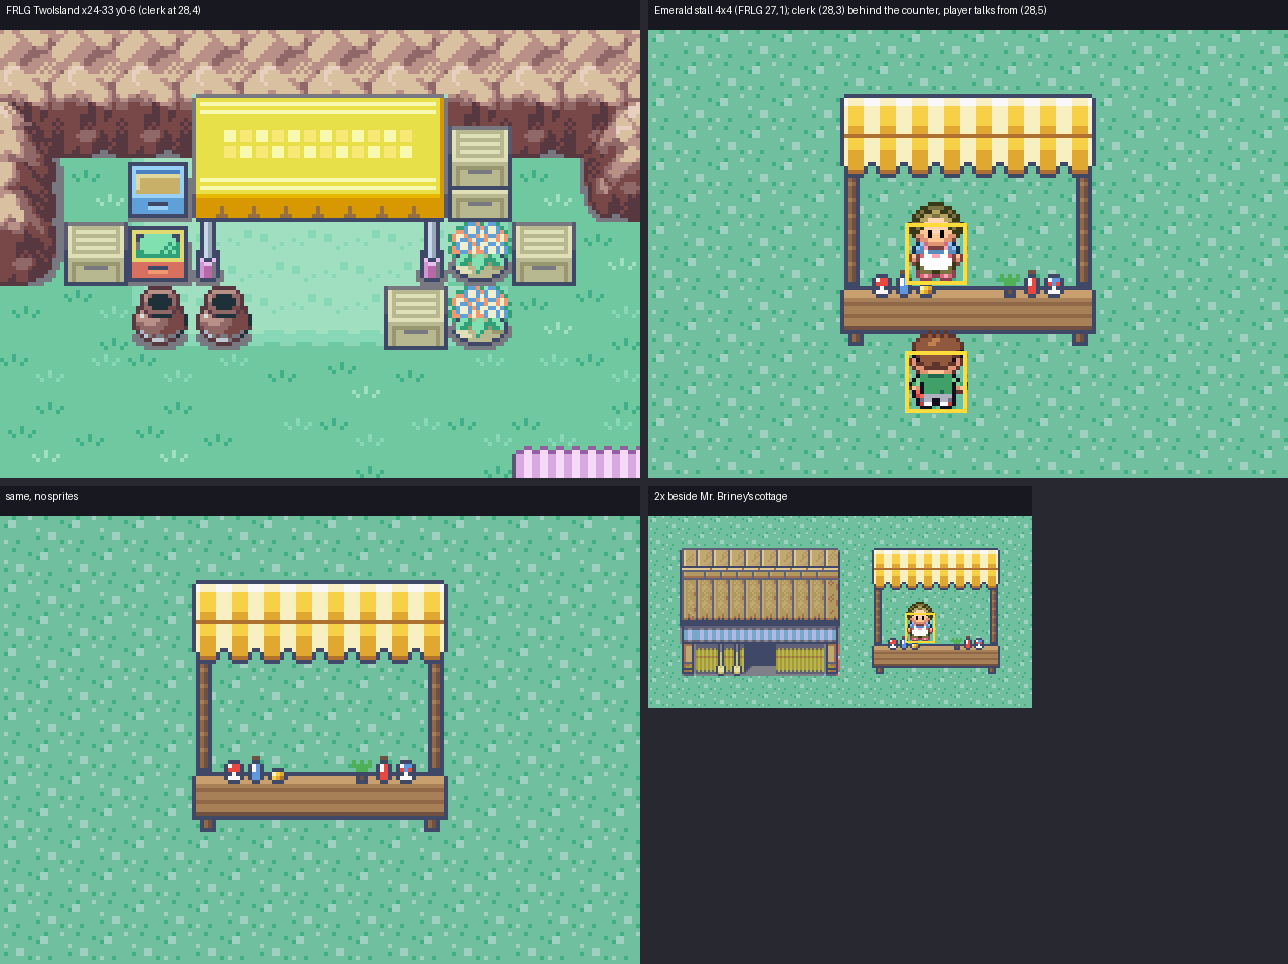 FRLG TwoIsland x24-33 y0-6 (clerk at 28,4)
Emerald stall 4x4 (FRLG 27,1); clerk (28,3) behind the counter, player talks from (28,5)
same, no sprites
2x beside Mr. Briney's cottage